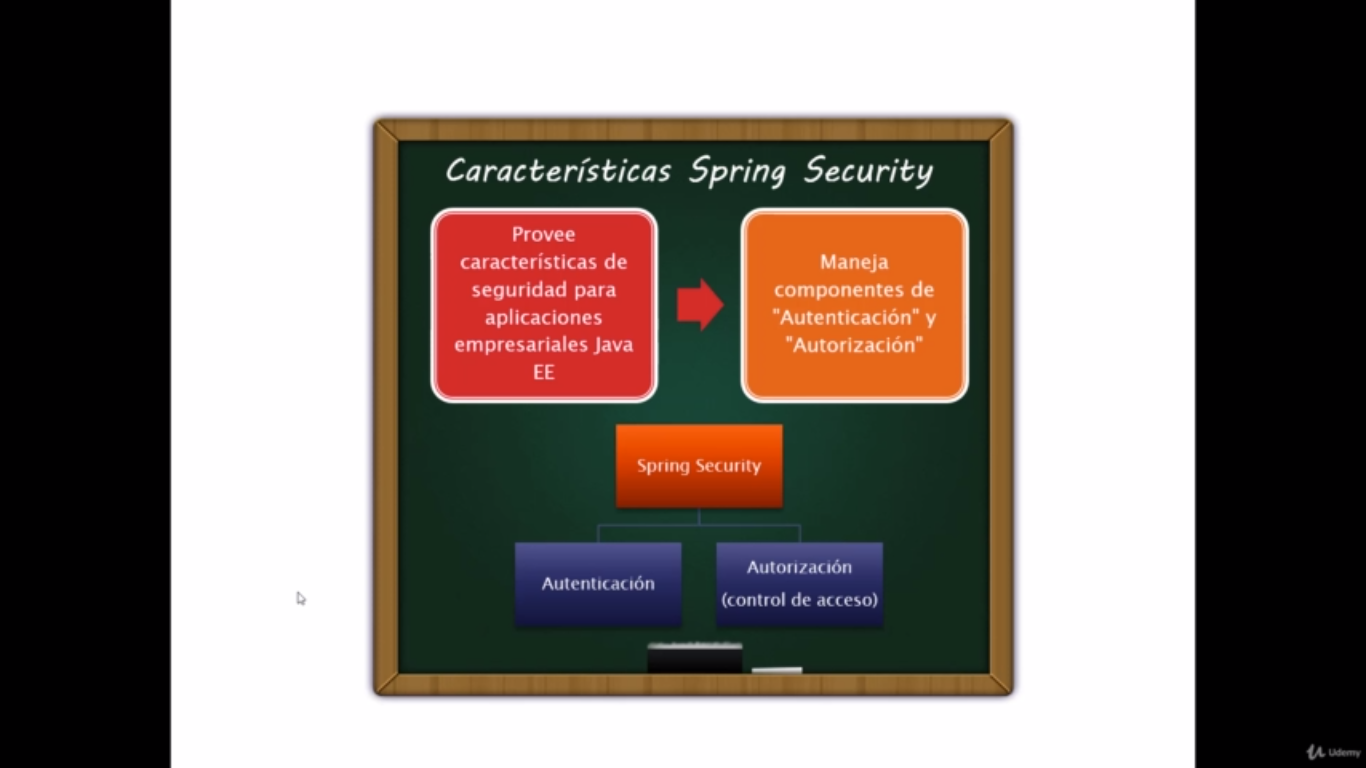 Características Spring Security
Provee
características de
seguridad para
aplicaciones
empresariales Java
EE
Maneja
componentes de
"Autenticación" y
"Autorización"
Spring Security
Autenticación
Autorización
(control de acceso)
Udemy